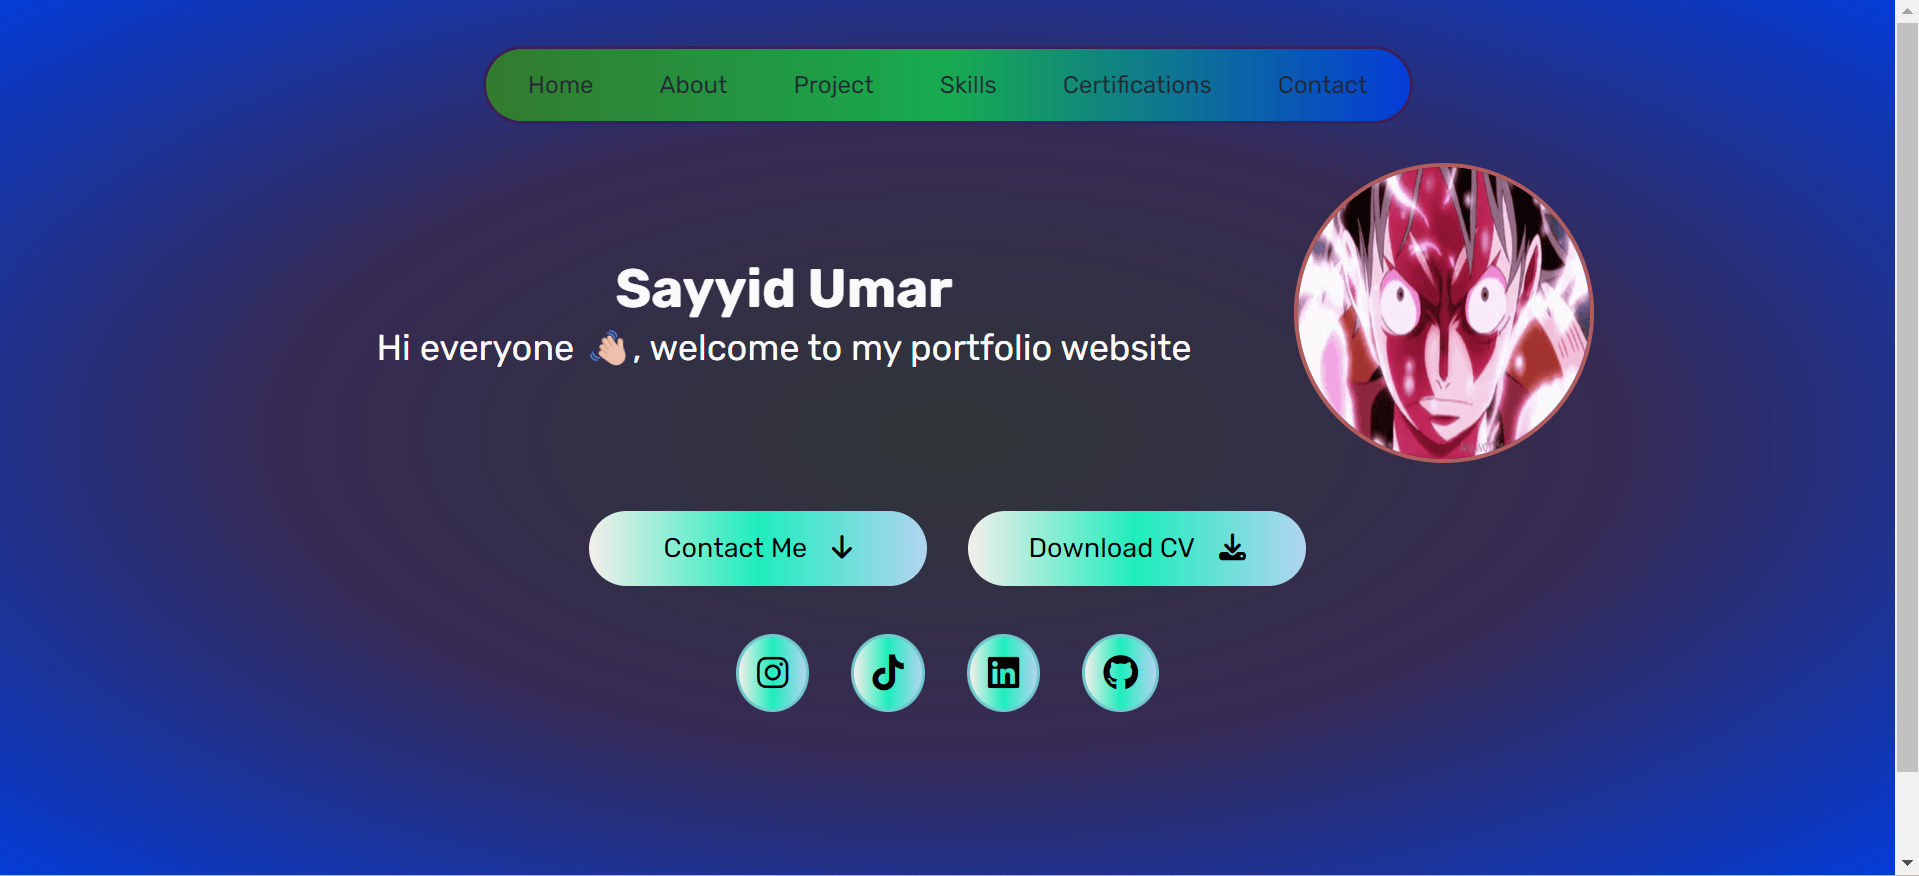 Home About Project Skills Certifications Contact
Sayyid Umar
Hi everyone 👋🏻, welcome to my portfolio website
Contact Me
Download CV